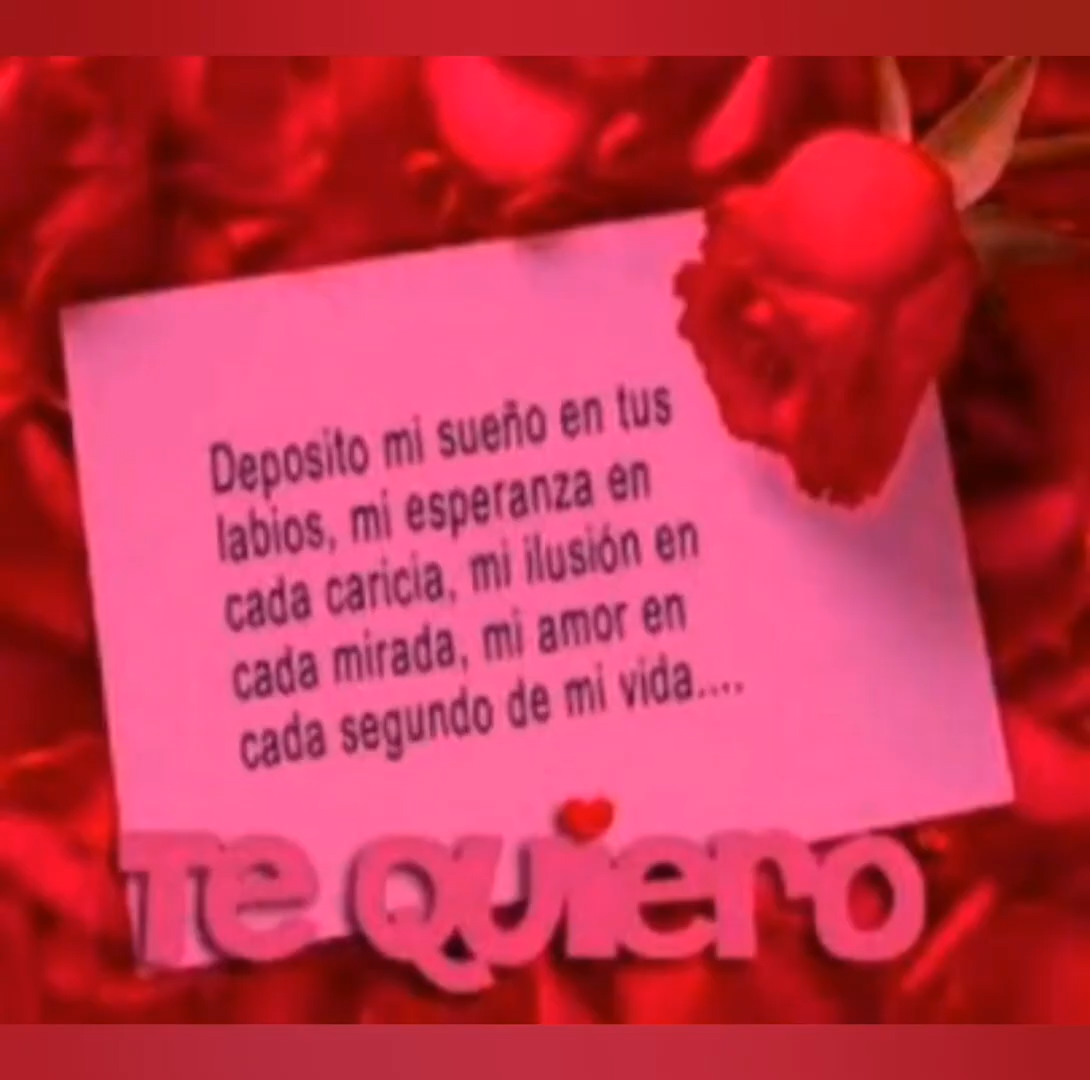 Deposito mi sueño en tus
labios, mi esperanza en
cada caricia, mi ilusión en
cada mirada, mi amor en
cada segundo de mi vida....
Te Quiero